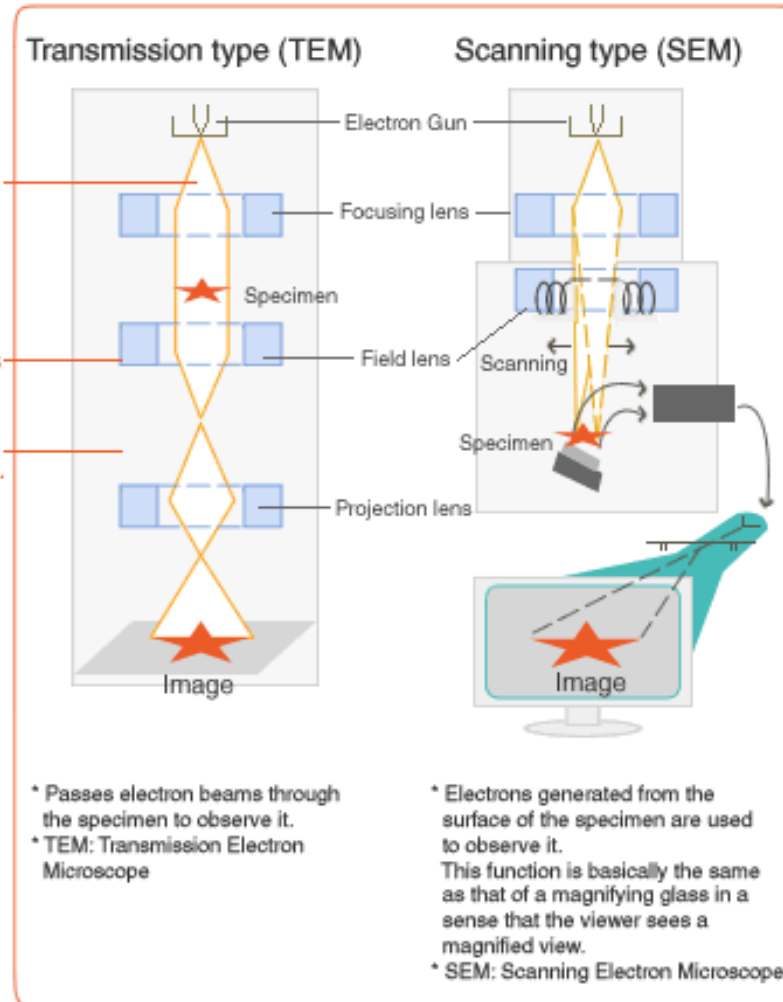 Transmission type (TEM)
Scanning type (SEM)
Electron Gun
Focusing lens
Specimen
Field lens
Scanning
Specimen
Projection lens
Image
Image
* Passes electron beams through
the specimen to observe it.
* TEM: Transmission Electron
Microscope
* Electrons generated from the
surface of the specimen are used
to observe it.
This function is basically the same
as that of a magnifying glass in a
sense that the viewer sees a
magnified view.
* SEM: Scanning Electron Microscope